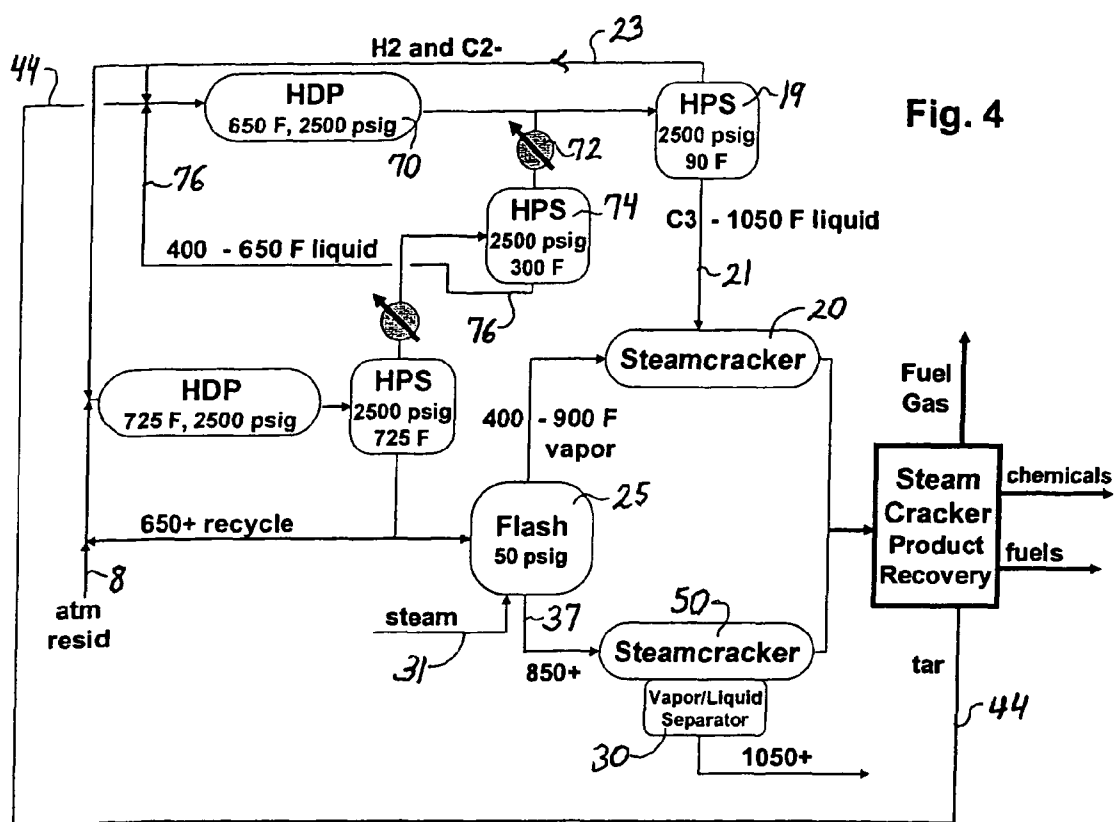 H2 and C2-
23
44
HDP
650 F, 2500 psig
70
HPS
2500 psig
90 F
19
Fig. 4
72
76
HPS
2500 psig
300 F
74
C3 - 1050 F liquid
400 - 650 F liquid
76
21
20
Steamcracker
HDP
725 F, 2500 psig
HPS
2500 psig
725 F
400 - 900 F
vapor
Fuel
Gas
25
Flash
50 psig
650+ recycle
Steam
Cracker
Product
Recovery
chemicals
fuels
8
atm
resid
steam
31
37
850+
50
Steamcracker
Vapor/Liquid
Separator
30
1050+
tar
44